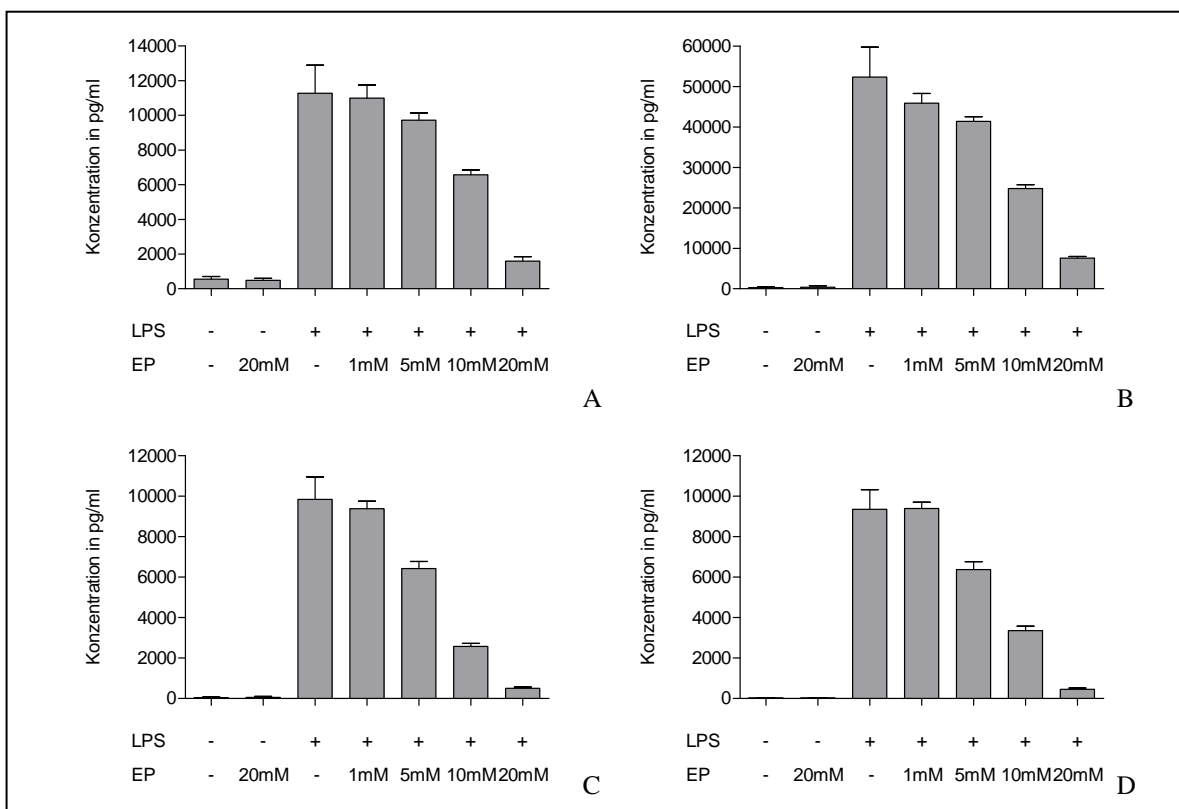 14000
12000
10000
8000
6000
4000
2000
0
Konzentration in pg/ml
LPS - - + + + + +
EP - 20mM - 1mM 5mM 10mM 20mM
A
60000
50000
40000
30000
20000
10000
0
Konzentration in pg/ml
LPS - - + + + + +
EP - 20mM - 1mM 5mM 10mM 20mM
B
12000
10000
8000
6000
4000
2000
0
Konzentration in pg/ml
LPS - - + + + + +
EP - 20mM - 1mM 5mM 10mM 20mM
C
12000
10000
8000
6000
4000
2000
0
Konzentration in pg/ml
LPS - - + + + + +
EP - 20mM - 1mM 5mM 10mM 20mM
D